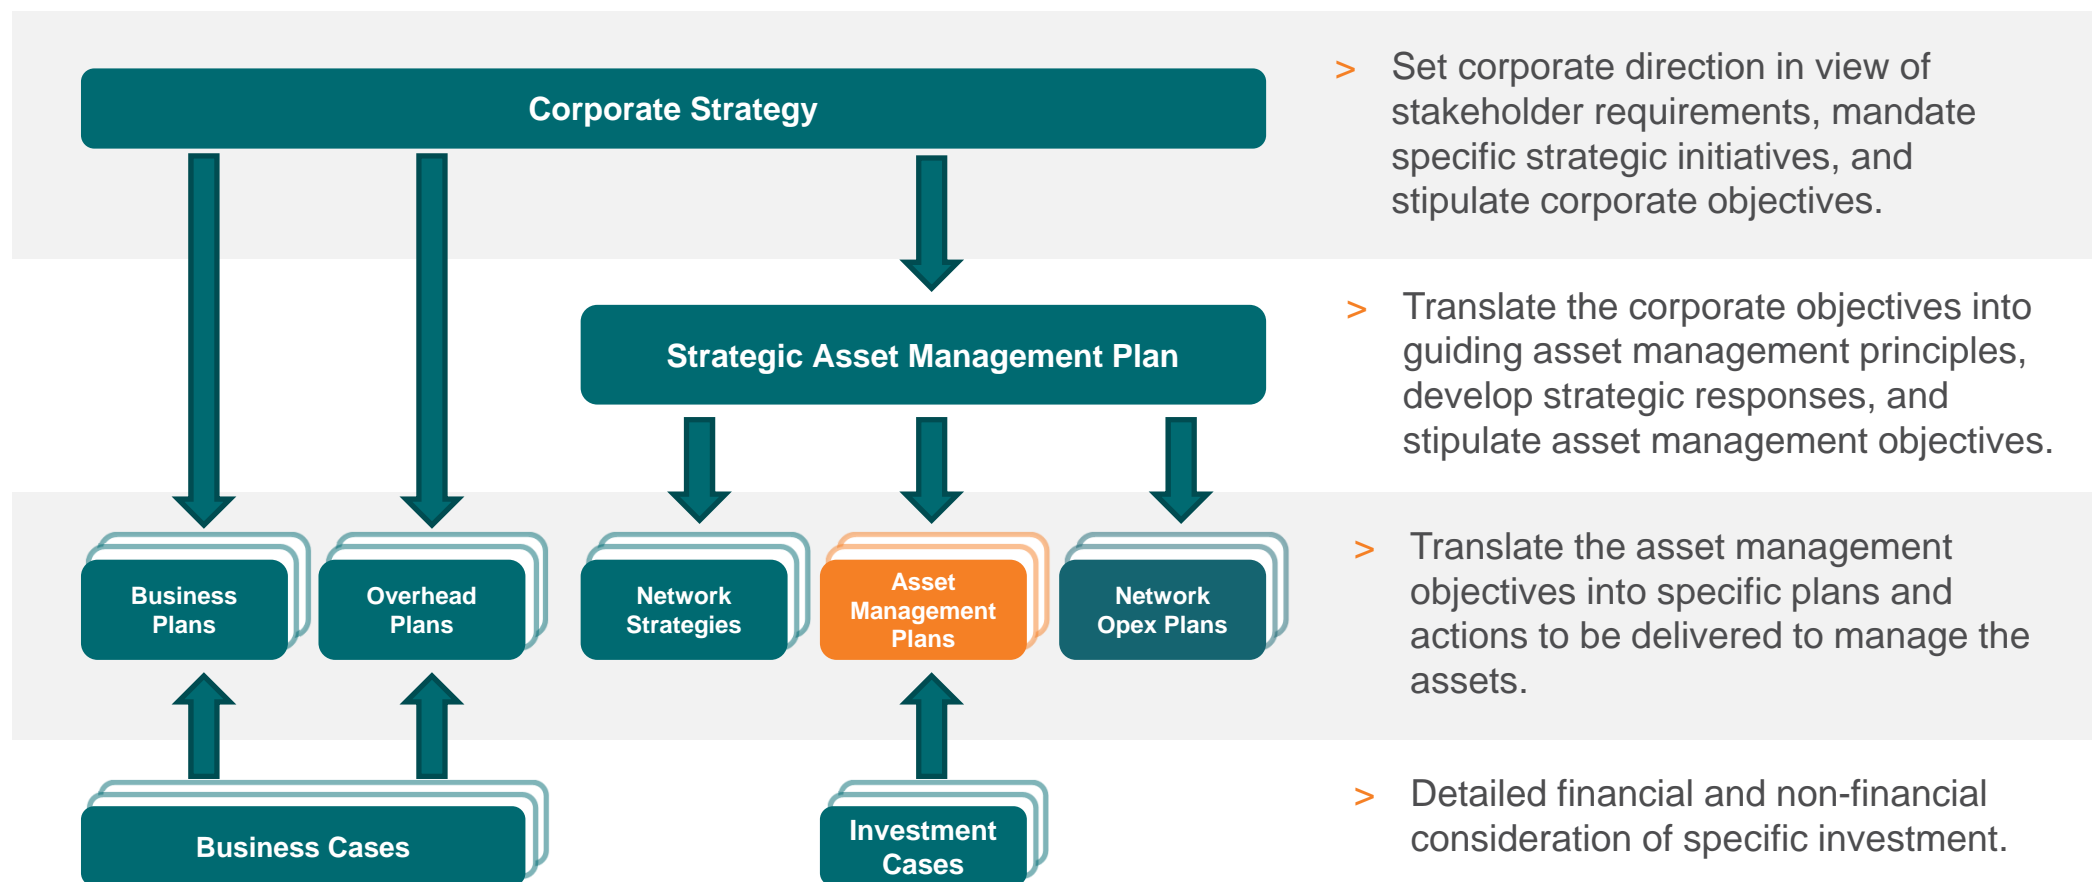 Corporate Strategy
> Set corporate direction in view of
stakeholder requirements, mandate
specific strategic initiatives, and
stipulate corporate objectives.
Strategic Asset Management Plan
> Translate the corporate objectives into
guiding asset management principles,
develop strategic responses, and
stipulate asset management objectives.
Business
Plans
Overhead
Plans
Network
Strategies
Asset
Management
Plans
Network
Opex Plans
> Translate the asset management
objectives into specific plans and
actions to be delivered to manage the
assets.
Business Cases
Investment
Cases
> Detailed financial and non-financial
consideration of specific investment.